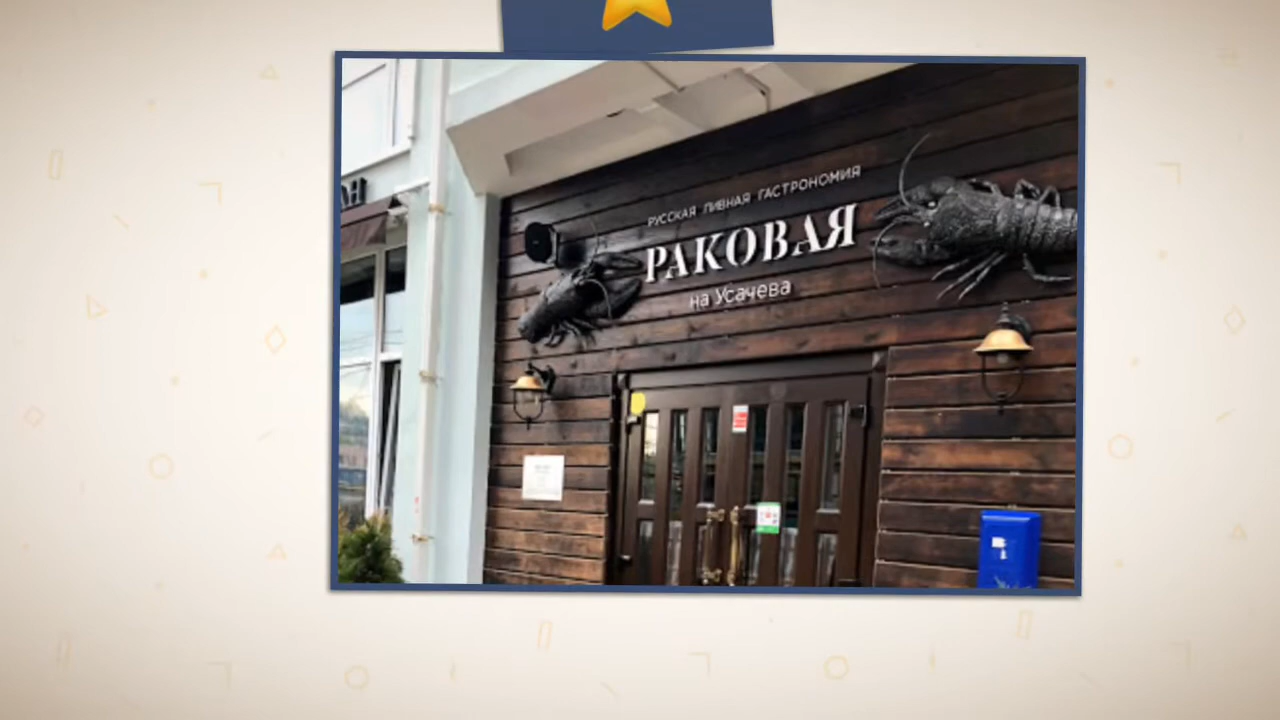 РУССКАЯ ПИВНАЯ ГАСТРОНОМИЯ
РАКОВАЯ
на Усачева